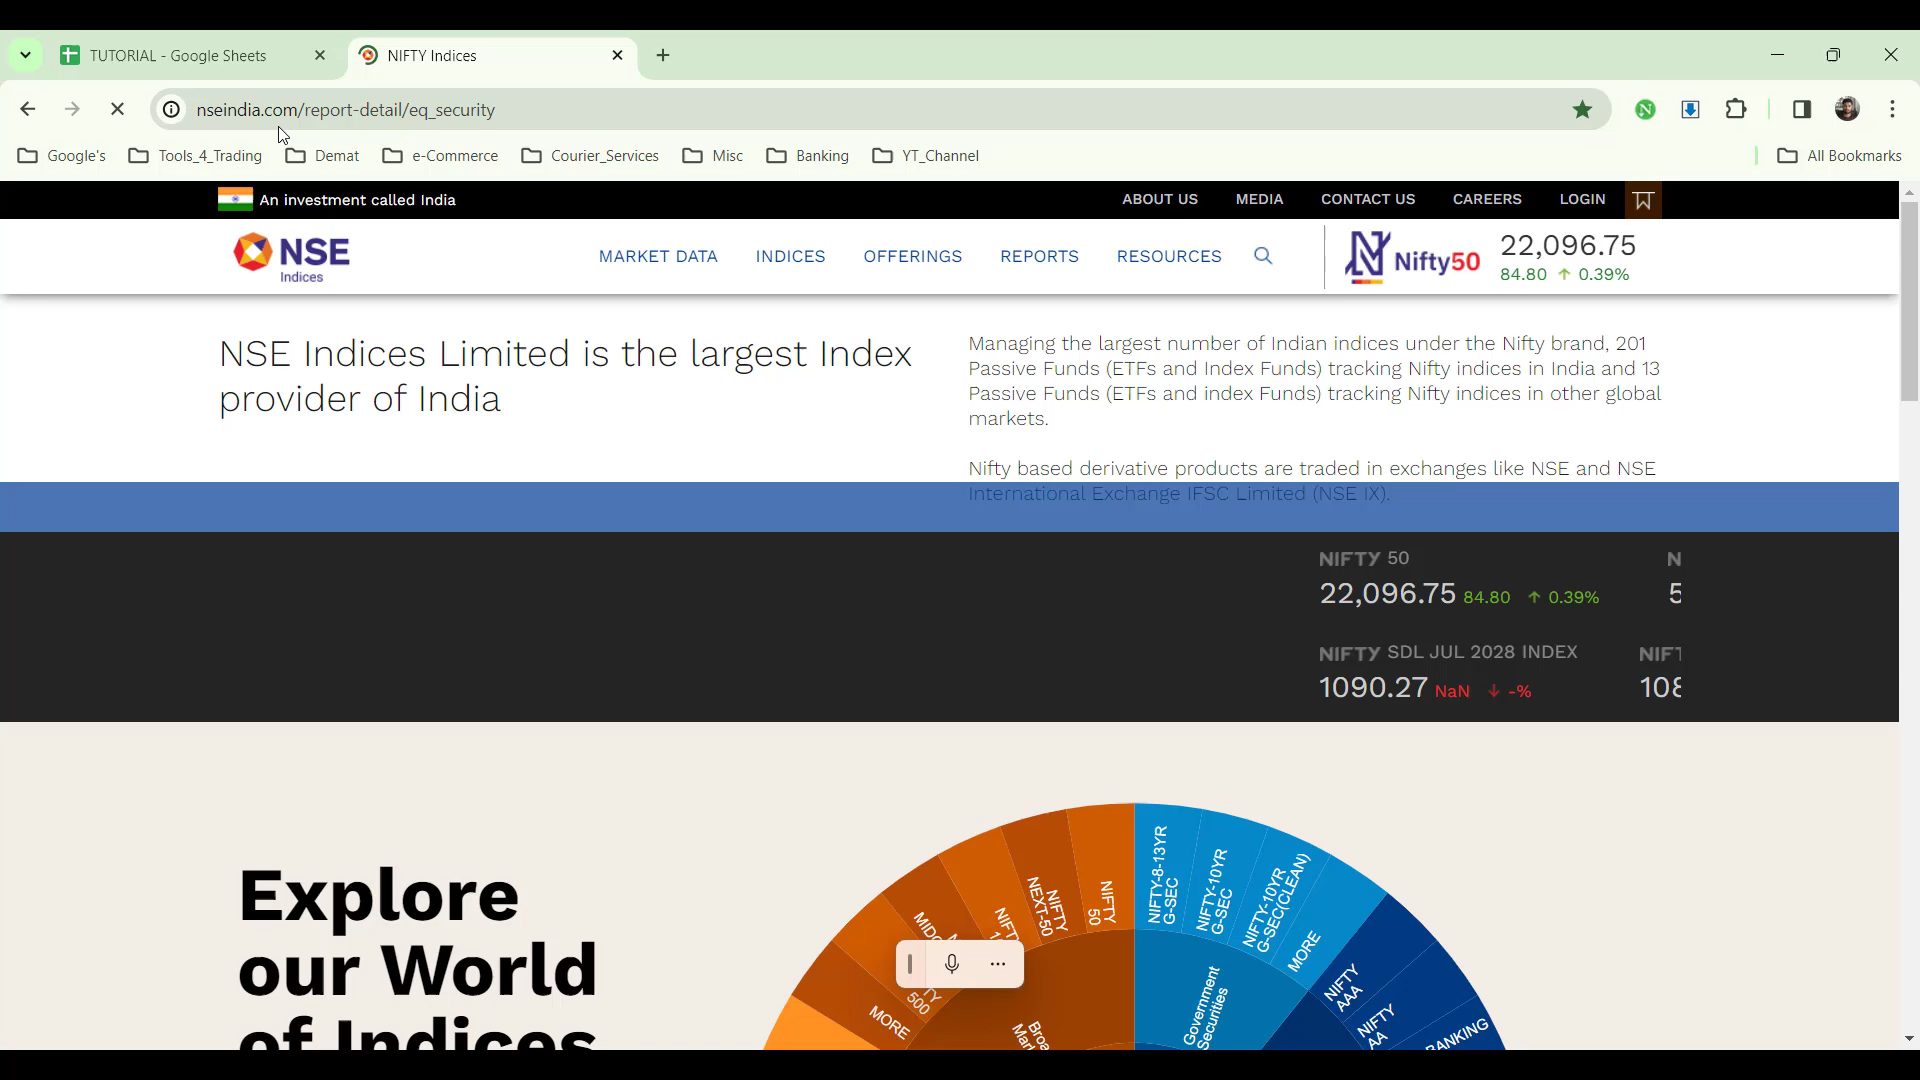 TUTORIAL - Google Sheets
NIFTY Indices
nseindia.com/report-detail/eq_security
Google's
Tools_4_Trading
Demat
e-Commerce
Courier_Services
Misc
Banking
YT_Channel
All Bookmarks
An investment called India
ABOUT US
MEDIA
CONTACT US
CAREERS
LOGIN
NSE
Indices
MARKET DATA
INDICES
OFFERINGS
REPORTS
RESOURCES
Nifty50
22,096.75
84.80 ↑ 0.39%
NSE Indices Limited is the largest Index
provider of India
Managing the largest number of Indian indices under the Nifty brand, 201
Passive Funds (ETFs and Index Funds) tracking Nifty indices in India and 13
Passive Funds (ETFs and index Funds) tracking Nifty indices in other global
markets.
Nifty based derivative products are traded in exchanges like NSE and NSE
International Exchange IFSC Limited (NSE IX).
NIFTY 50
22,096.75 84.80 ↑ 0.39%
N
5
NIFTY SDL JUL 2028 INDEX
1090.27 NaN ↓ -%
NIFT
108
Explore
our World
of Indices
MORE
500
NIFTY
NEXT-50
NIFTY
50
NIFTY-8-13YR
G-SEC
NIFTY-10YR
G-SEC
NIFTY-10YR
G-SEC(CLEAN)
MORE
NIFTY
AAA
NIFTY
AA
BANKING
Government
Securities